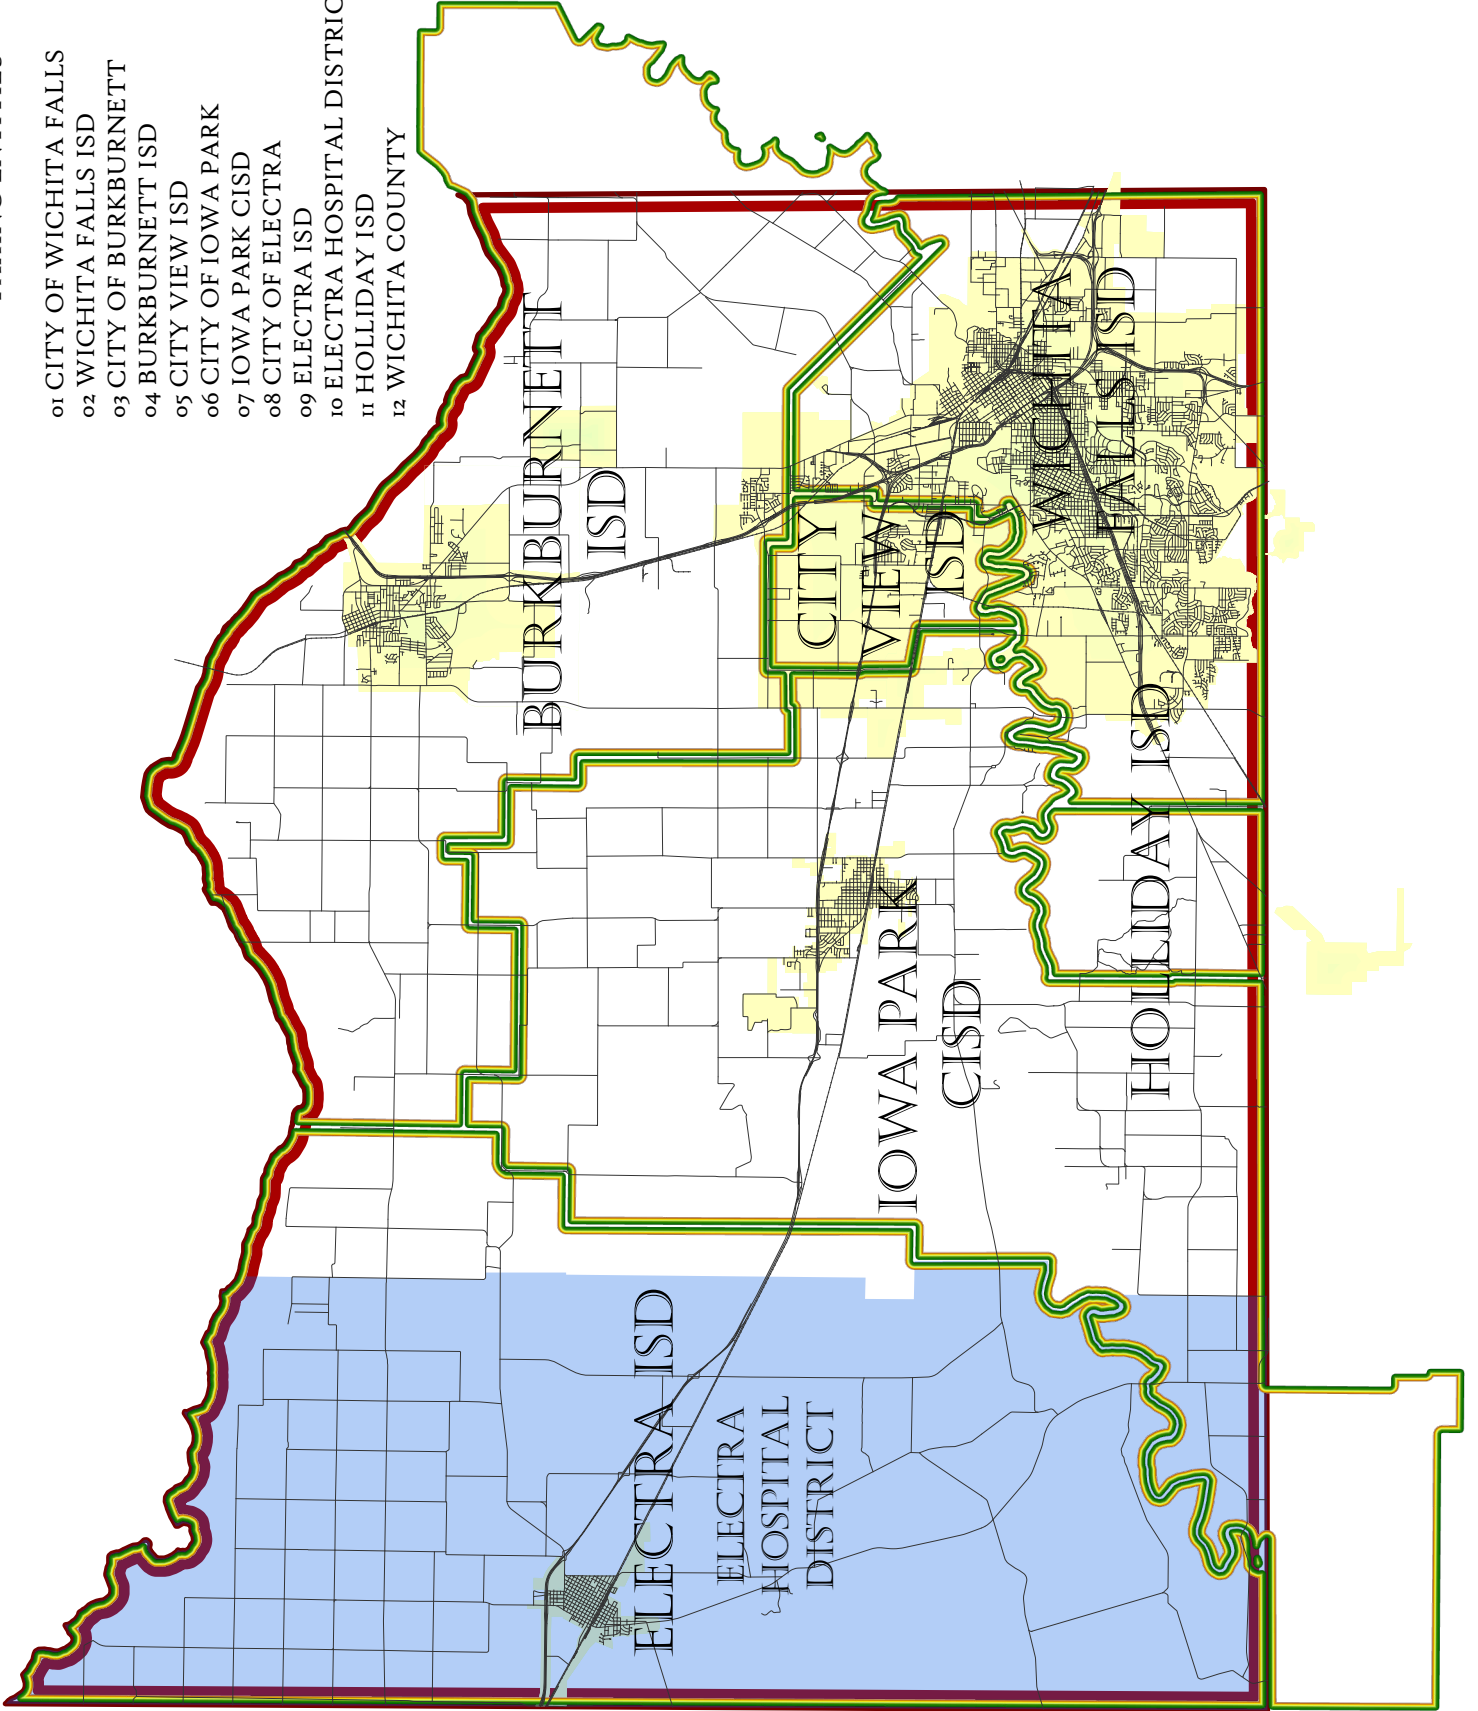 01 CITY OF WICHITA FALLS
02 WICHITA FALLS ISD
03 CITY OF BURKBURNETT
04 BURKBURNETT ISD
05 CITY VIEW ISD
06 CITY OF IOWA PARK
07 IOWA PARK CISD
08 CITY OF ELECTRA
09 ELECTRA ISD
10 ELECTRA HOSPITAL DISTRIC
11 HOLLIDAY ISD
12 WICHITA COUNTY
BURKBURNETT
ISD
CITY
VIEW
ISD
WICHITA
FALLS ISD
IOWA PARK
CISD
HOLLIDAY ISD
ELECTRA ISD
ELECTRA
HOSPITAL
DISTRICT